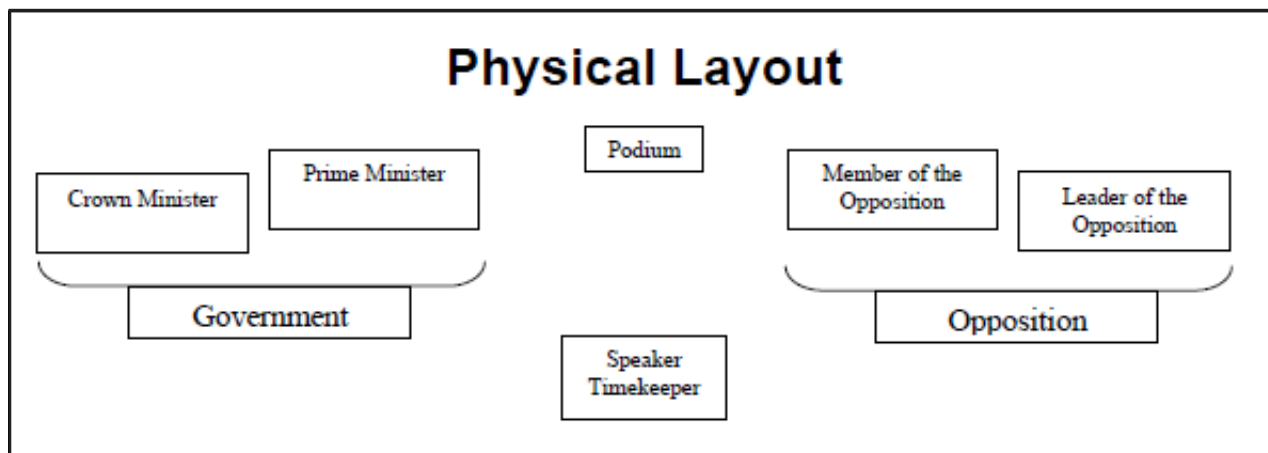 Physical Layout
Podium
Prime Minister
Crown Minister
Member of the
Opposition
Leader of the
Opposition
Government
Opposition
Speaker
Timekeeper